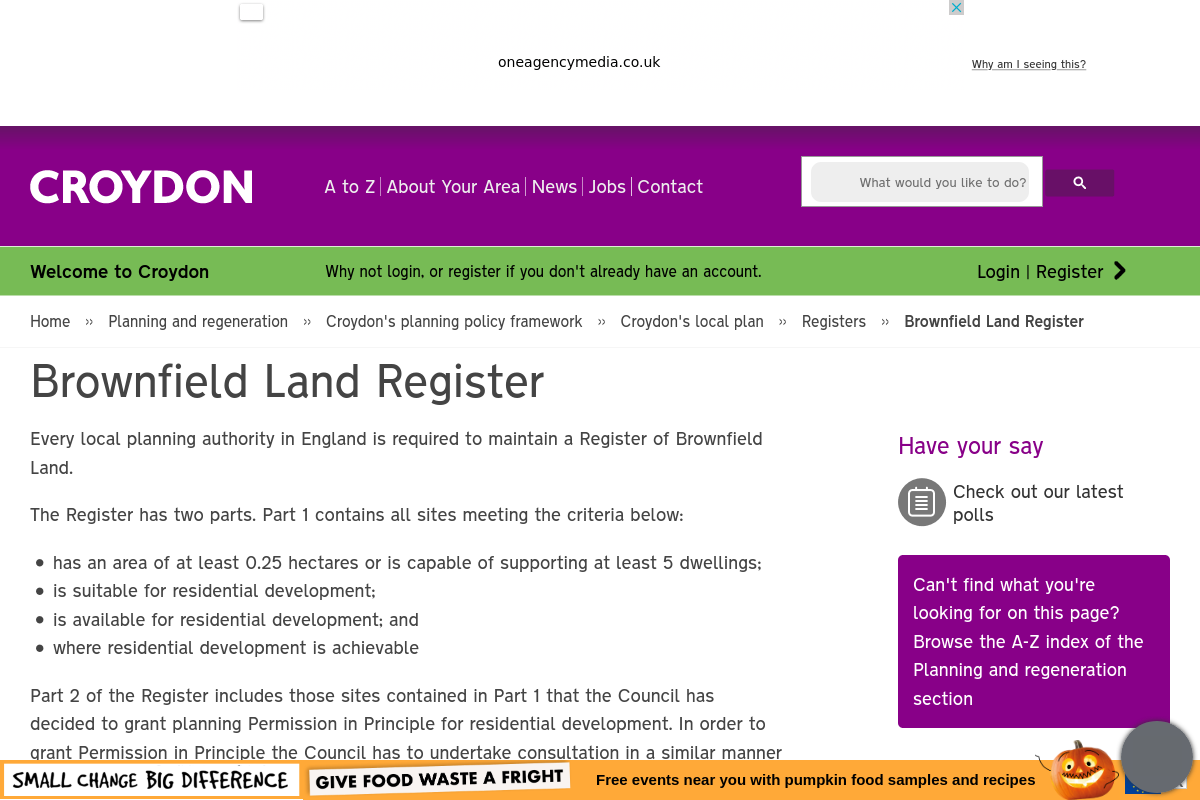 oneagencymedia.co.uk
Why am I seeing this?
CROYDON
A to Z | About Your Area | News | Jobs | Contact
What would you like to do?
Welcome to Croydon
Why not login, or register if you don't already have an account.
Login | Register
Home » Planning and regeneration » Croydon's planning policy framework » Croydon's local plan » Registers » Brownfield Land Register
Brownfield Land Register
Every local planning authority in England is required to maintain a Register of Brownfield
Land.
The Register has two parts. Part 1 contains all sites meeting the criteria below:
• has an area of at least 0.25 hectares or is capable of supporting at least 5 dwellings;
• is suitable for residential development;
• is available for residential development; and
• where residential development is achievable
Part 2 of the Register includes those sites contained in Part 1 that the Council has
decided to grant planning Permission in Principle for residential development. In order to
grant Permission in Principle the Council has to undertake consultation in a similar manner
Have your say
Check out our latest
polls
Can't find what you're
looking for on this page?
Browse the A-Z index of the
Planning and regeneration
section
SMALL CHANGE BIG DIFFERENCE
GIVE FOOD WASTE A FRIGHT
Free events near you with pumpkin food samples and recipes